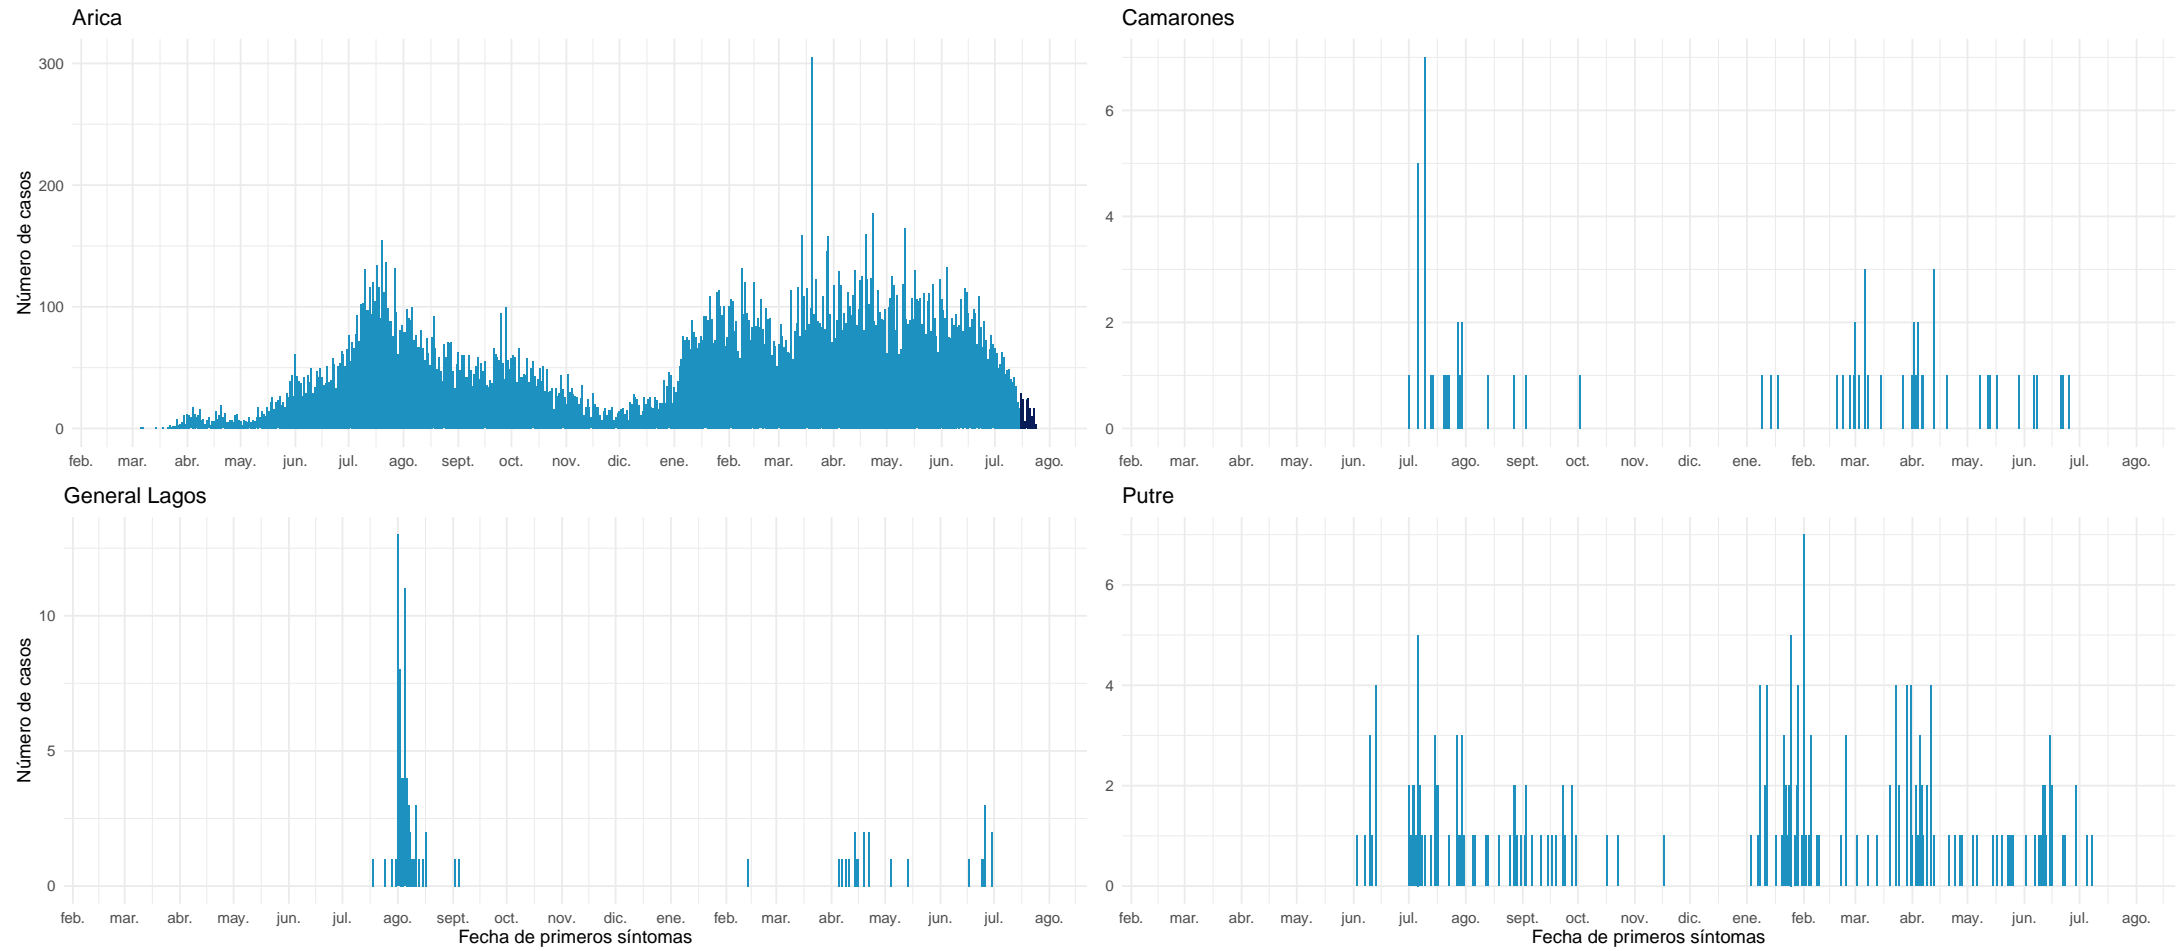 Arica
Camarones
Número de casos
300
200
100
0
feb. mar. abr. may. jun. jul. ago. sept. oct. nov. dic. ene. feb. mar. abr. may. jun. jul. ago.
6
4
2
0
feb. mar. abr. may. jun. jul. ago. sept. oct. nov. dic. ene. feb. mar. abr. may. jun. jul. ago.
General Lagos
Putre
Número de casos
10
5
0
feb. mar. abr. may. jun. jul. ago. sept. oct. nov. dic. ene. feb. mar. abr. may. jun. jul. ago.
Fecha de primeros síntomas
6
4
2
0
feb. mar. abr. may. jun. jul. ago. sept. oct. nov. dic. ene. feb. mar. abr. may. jun. jul. ago.
Fecha de primeros síntomas